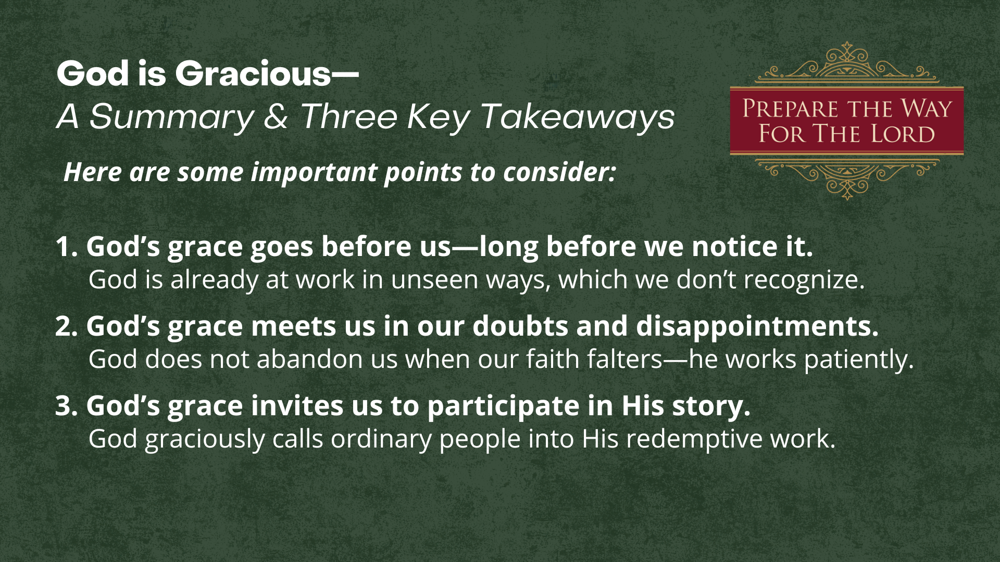 God is Gracious—
A Summary & Three Key Takeaways
Prepare the Way
For The Lord
Here are some important points to consider:
1. God’s grace goes before us—long before we notice it.
God is already at work in unseen ways, which we don’t recognize.
2. God’s grace meets us in our doubts and disappointments.
God does not abandon us when our faith falters—he works patiently.
3. God’s grace invites us to participate in His story.
God graciously calls ordinary people into His redemptive work.